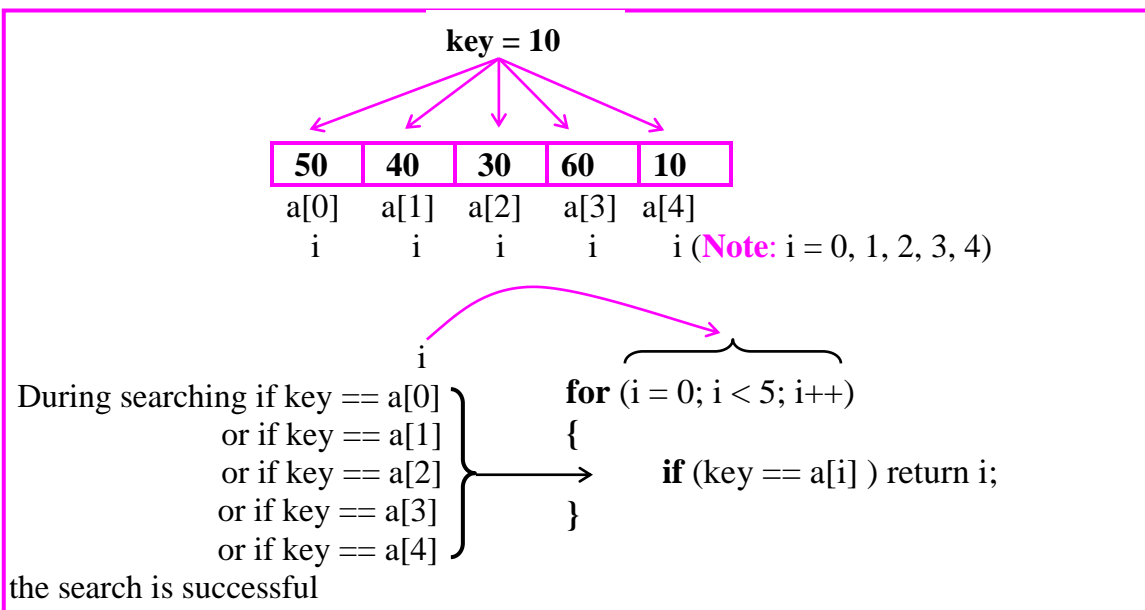 key = 10
50 40 30 60 10
a[0] a[1] a[2] a[3] a[4]
i i i i i (Note: i = 0, 1, 2, 3, 4)
i
During searching if key == a[0]
or if key == a[1]
or if key == a[2]
or if key == a[3]
or if key == a[4]
the search is successful
for (i = 0; i < 5; i++)
{
if (key == a[i] ) return i;
}